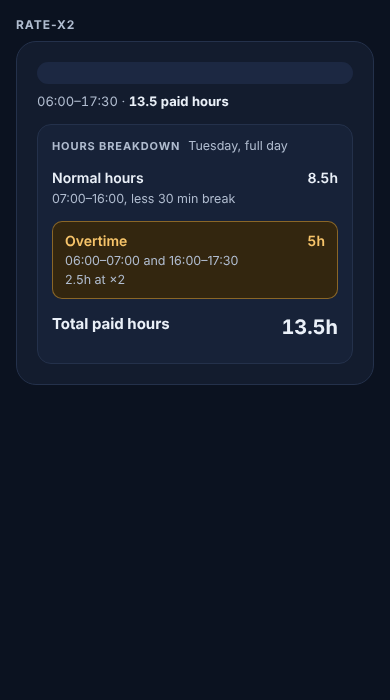 RATE-X2
06:00–17:30 · 13.5 paid hours
HOURS BREAKDOWN Tuesday, full day
Normal hours 8.5h
07:00–16:00, less 30 min break
Overtime 5h
06:00–07:00 and 16:00–17:30
2.5h at ×2
Total paid hours 13.5h